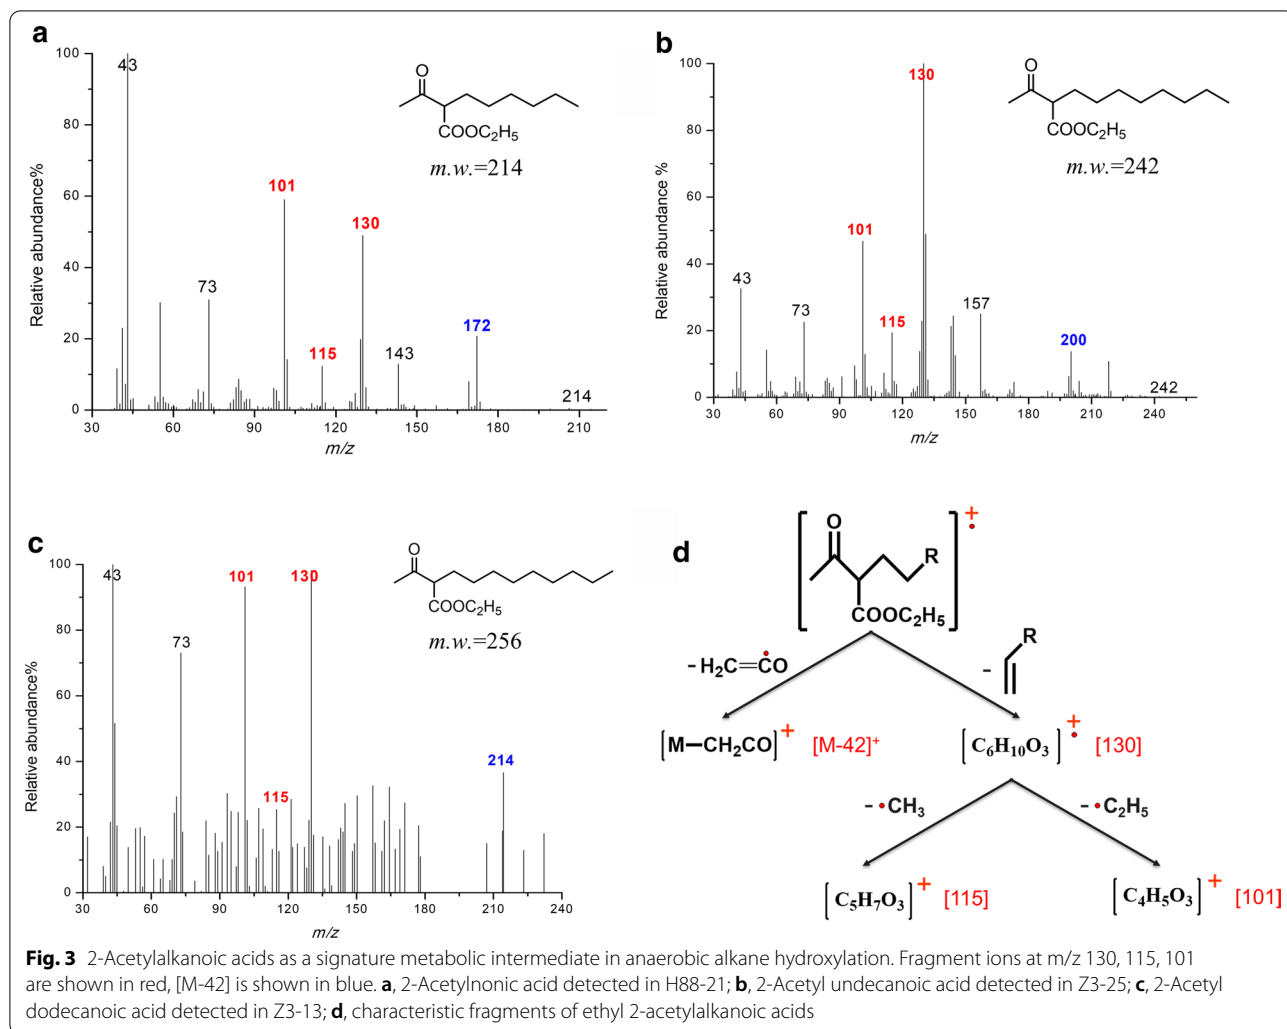 a
100
80
60
40
20
0
Relative abundance%
43
73
101
115
130
143
172
214
O
COOC₂H₅
m.w.=214
30 60 90 120 150 180 210
m/z
b
100
80
60
40
20
0
Relative abundance %
43
73
101
115
130
157
200
242
O
COOC₂H₅
m.w.=242
30 60 90 120 150 180 210 240
m/z
c
100
80
60
40
20
0
Relative abundance%
43
73
101
115
130
214
O
COOC₂H₅
m.w.=256
30 60 90 120 150 180 210 240
m/z
d
O
R
COOC₂H₅
+
•
- H₂C=ĊO
- R
[M—CH₂CO]+ [M-42]+
[C₆H₁₀O₃]+• [130]
- •CH₃
- •C₂H₅
[C₅H₇O₃]+ [115]
[C₄H₅O₃]+ [101]
Fig. 3 2-Acetylalkanoic acids as a signature metabolic intermediate in anaerobic alkane hydroxylation. Fragment ions at m/z 130, 115, 101
are shown in red, [M-42] is shown in blue. a, 2-Acetylnonic acid detected in H88-21; b, 2-Acetyl undecanoic acid detected in Z3-25; c, 2-Acetyl
dodecanoic acid detected in Z3-13; d, characteristic fragments of ethyl 2-acetylalkanoic acids